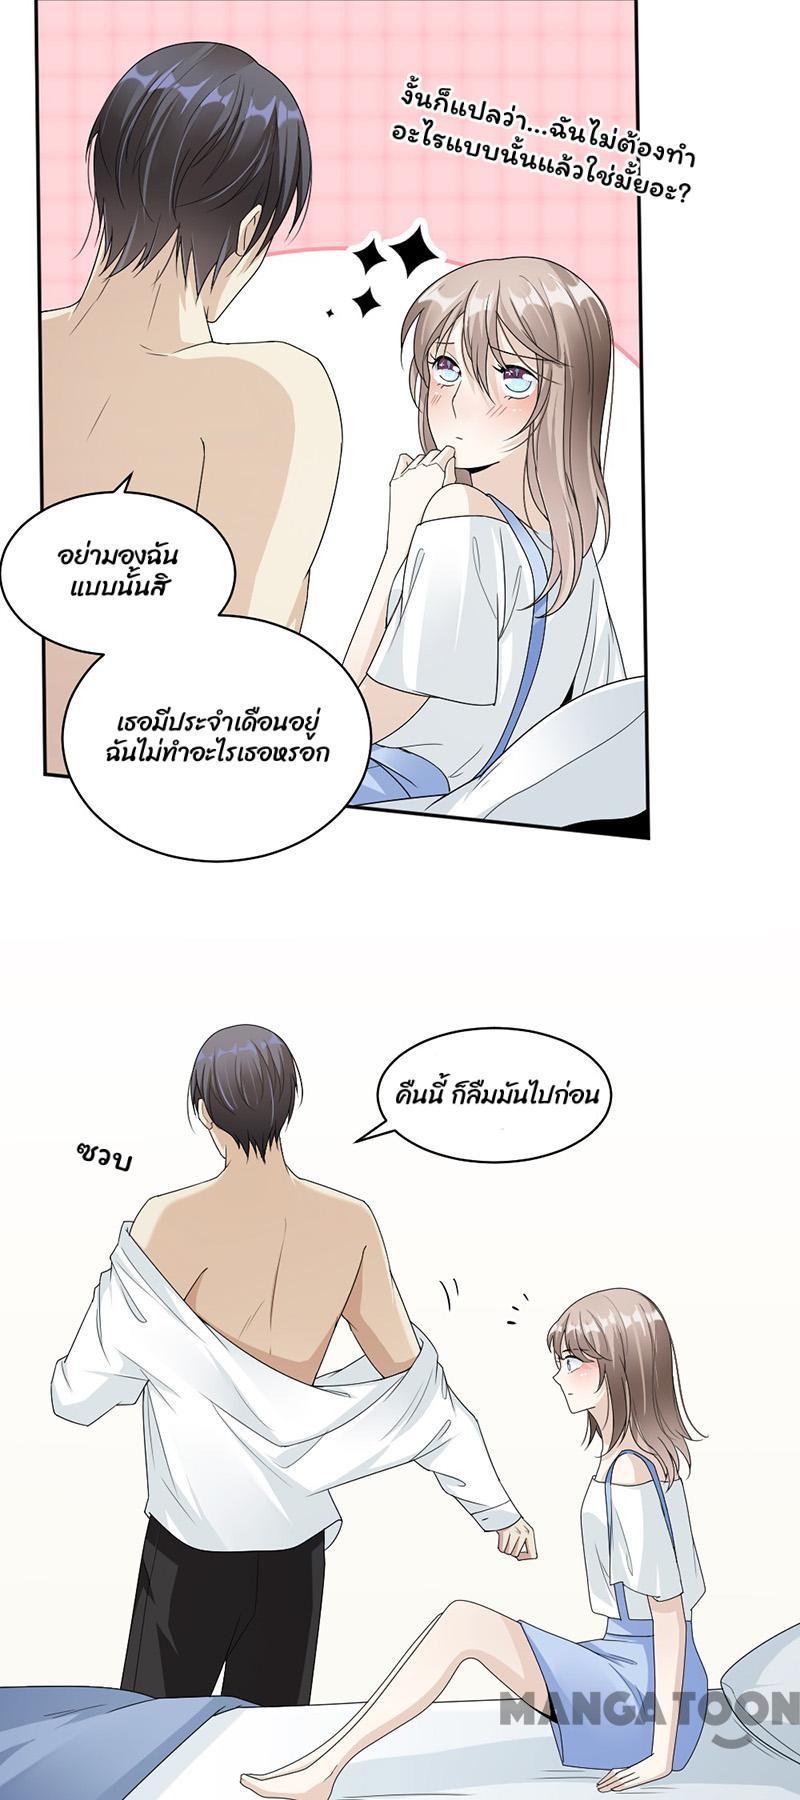 งั้นก็แปลว่า...ฉันไม่ต้องทำ
อะไรแบบนั้นแล้วใช่มั้ยอะ?
อย่ามองฉัน
แบบนั้นสิ
เธอมีประจำเดือนอยู่
ฉันไม่ทำอะไรเธอหรอก
คืนนี้ ก็ลืมมันไปก่อน
ซวบ
MANGATOON